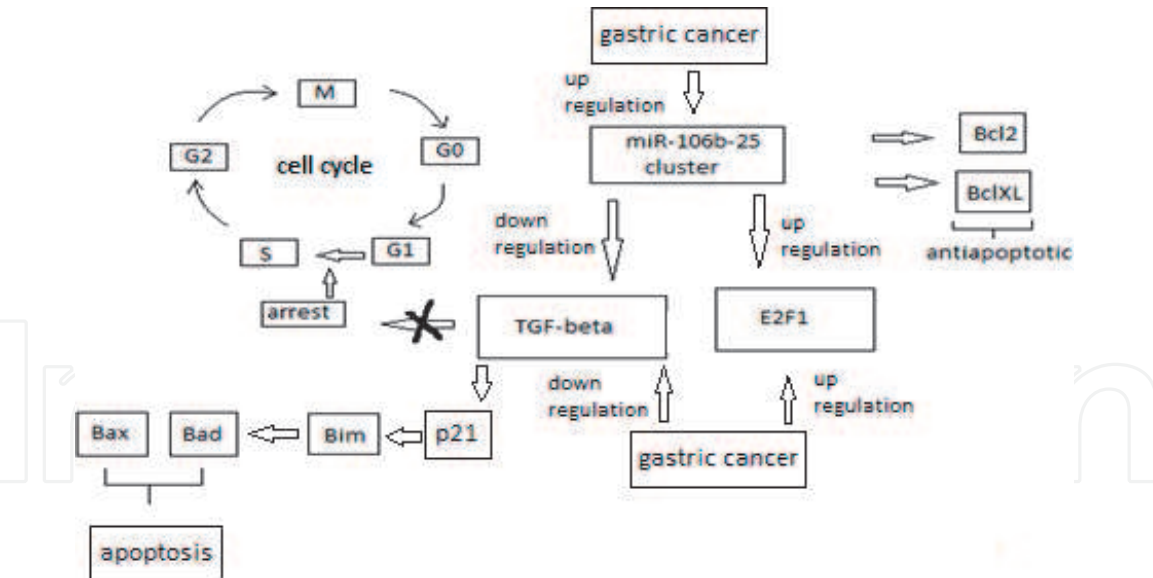 gastric cancer
up
regulation
miR-106b-25
cluster
Bcl2
BclXL
antiapoptotic
M
G0
G2
cell cycle
G1
S
arrest
down
regulation
up
regulation
TGF-beta
E2F1
down
regulation
up
regulation
gastric cancer
p21
Bim
Bad
Bax
apoptosis